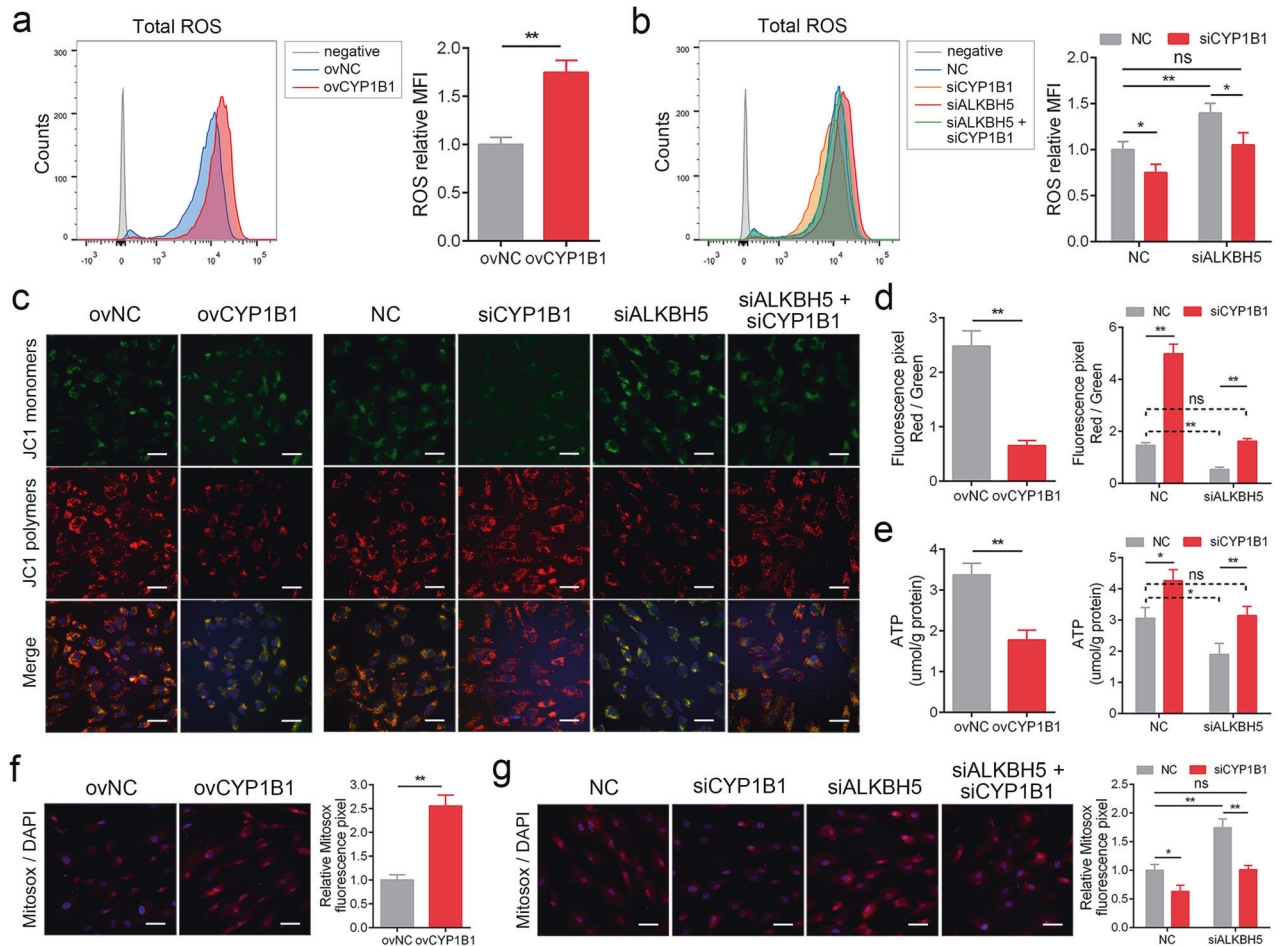 a
Total ROS
300
200
100
0
Counts
-10³ 0 10³ 10⁴ 10⁵
negative
ovNC
ovCYP1B1
ROS relative MFI
2.0
1.5
1.0
0.5
0.0
**
ovNC ovCYP1B1
b
Total ROS
300
200
100
0
Counts
-10³ 0 10³ 10⁴ 10⁵
negative
NC
siCYP1B1
siALKBH5
siALKBH5 +
siCYP1B1
NC siCYP1B1
ROS relative MFI
2.0
1.5
1.0
0.5
0.0
ns
**
*
*
NC siALKBH5
c
ovNC ovCYP1B1 NC siCYP1B1 siALKBH5 siALKBH5 +
siCYP1B1
JC1 monomers
JC1 polymers
Merge
d
Fluorescence pixel
Red / Green
3
2
1
0
**
ovNC ovCYP1B1
NC siCYP1B1
Fluorescence pixel
Red / Green
6
4
2
0
**
**
ns
**
NC siALKBH5
e
ATP
(umol/g protein)
4
3
2
1
0
**
ovNC ovCYP1B1
NC siCYP1B1
ATP
(umol/g protein)
5
4
3
2
1
0
*
**
ns
*
NC siALKBH5
f
ovNC ovCYP1B1
Mitosox / DAPI
Relative Mitosox
fluorescence pixel
3.0
2.5
2.0
1.5
1.0
0.5
0.0
**
ovNC ovCYP1B1
g
NC siCYP1B1 siALKBH5 siALKBH5 +
siCYP1B1
Mitosox / DAPI
NC siCYP1B1
Relative Mitosox
fluorescence pixel
2.5
2.0
1.5
1.0
0.5
0.0
ns
**
**
*
NC siALKBH5